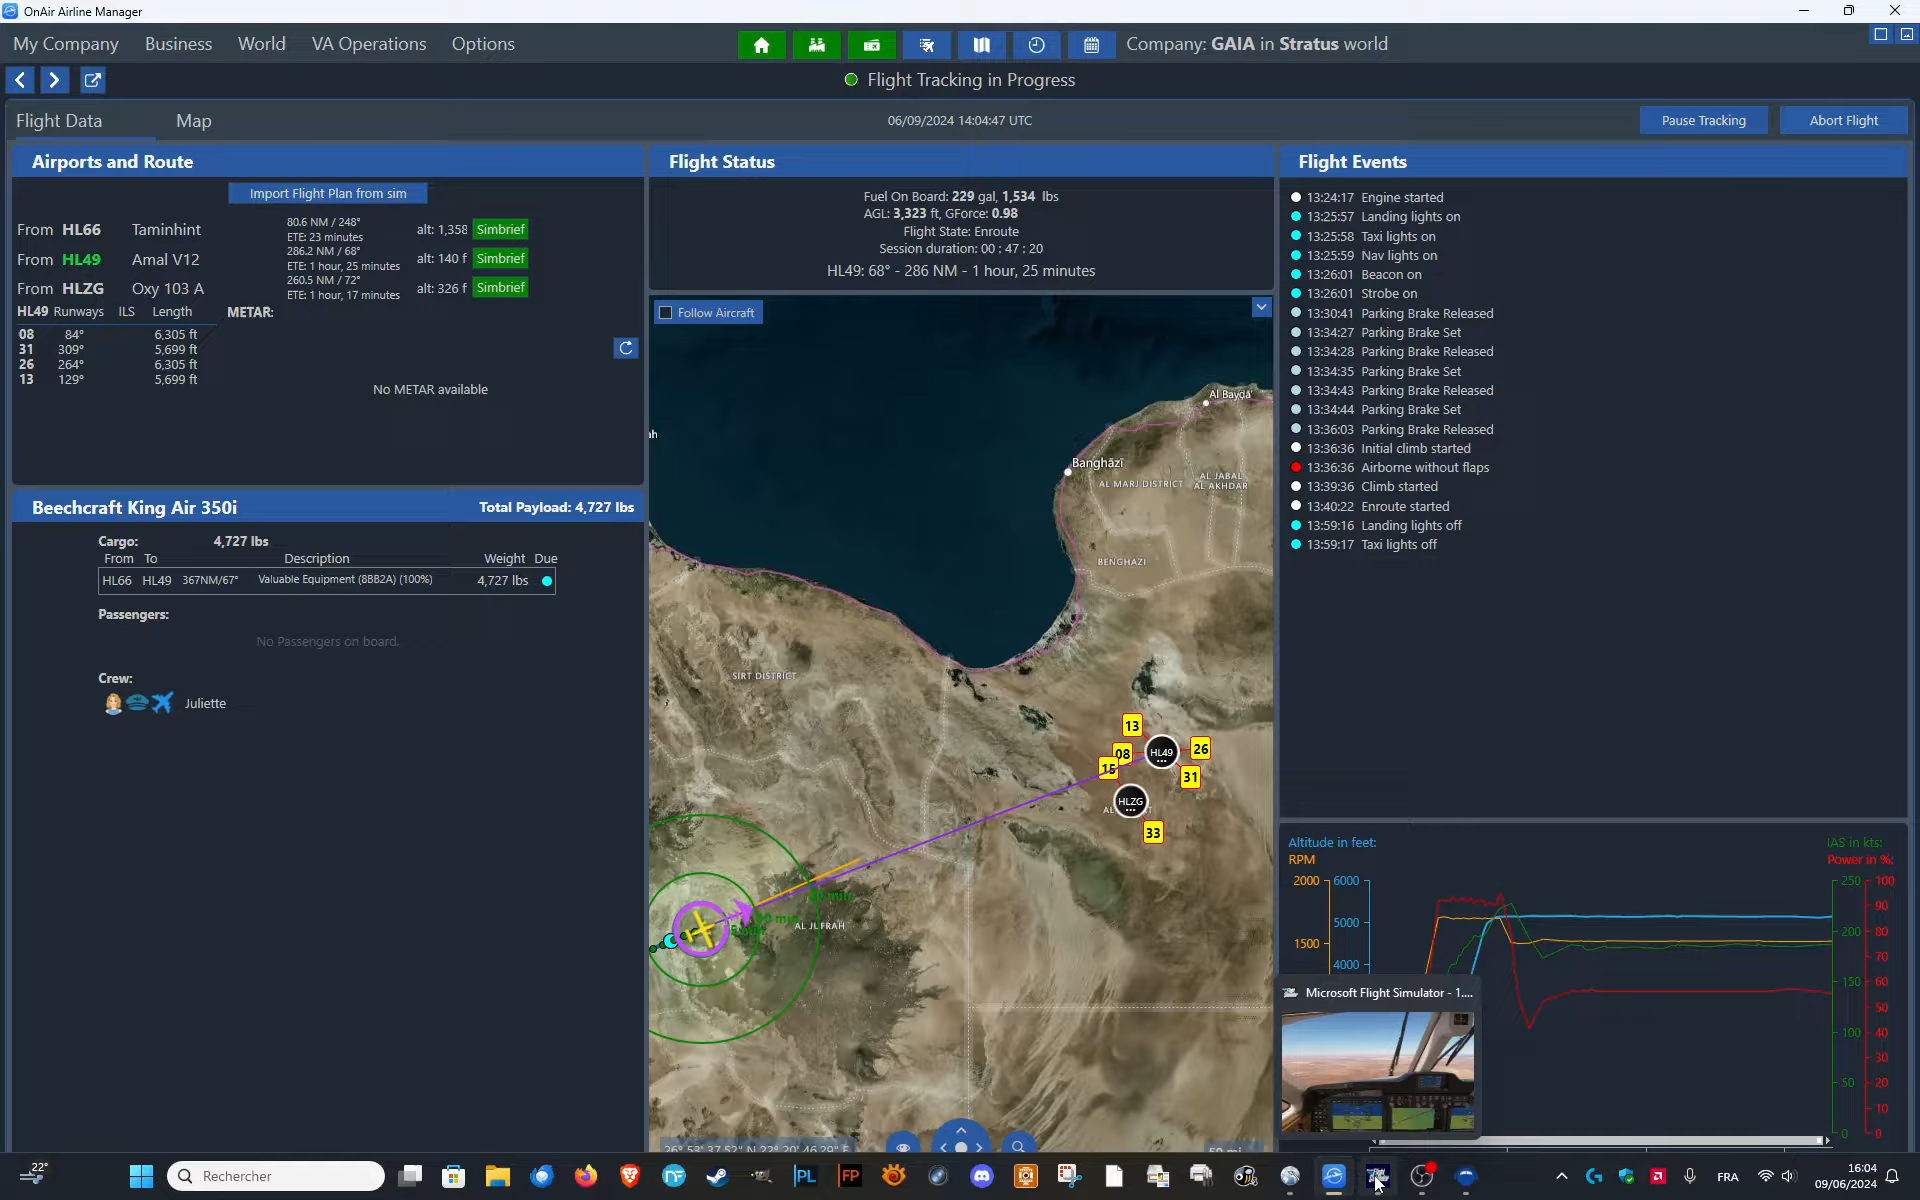 OnAir Airline Manager
My Company Business World VA Operations Options
Company: GAIA in Stratus world
Flight Tracking in Progress
Flight Data Map
06/09/2024 14:04:47 UTC
Pause Tracking Abort Flight
Airports and Route
Import Flight Plan from sim
From HL66 Taminhint 80.6 NM / 248° alt: 1,358 Simbrief
ETE: 23 minutes
From HL49 Amal V12 286.2 NM / 68° alt: 140 f Simbrief
ETE: 1 hour, 25 minutes
From HLZG Oxy 103 A 260.5 NM / 72° alt: 326 f Simbrief
ETE: 1 hour, 17 minutes
HL49 Runways ILS Length METAR:
08 84° 6,305 ft
31 309° 5,699 ft
26 264° 6,305 ft
13 129° 5,699 ft
No METAR available
Beechcraft King Air 350i Total Payload: 4,727 lbs
Cargo: 4,727 lbs
From To Description Weight Due
HL66 HL49 367NM/67° Valuable Equipment (8BB2A) (100%) 4,727 lbs
Passengers:
No Passengers on board.
Crew:
Juliette
Flight Status
Fuel On Board: 229 gal, 1,534 lbs
AGL: 3,323 ft, GForce: 0.98
Flight State: Enroute
Session duration: 00 : 47 : 20
HL49: 68° - 286 NM - 1 hour, 25 minutes
Follow Aircraft
Al Bayḑā'
ah
Banghāzī
AL MARJ DISTRICT
AL JABAL
AL AKHDAR
BENGHAZI
SIRT DISTRICT
13
08
HL49
26
15
31
HLZG
33
AL JUFRAH
Flight Events
13:24:17 Engine started
13:25:57 Landing lights on
13:25:58 Taxi lights on
13:25:59 Nav lights on
13:26:01 Beacon on
13:26:01 Strobe on
13:30:41 Parking Brake Released
13:34:27 Parking Brake Set
13:34:28 Parking Brake Released
13:34:35 Parking Brake Set
13:34:43 Parking Brake Released
13:34:44 Parking Brake Set
13:36:03 Parking Brake Released
13:36:36 Initial climb started
13:36:36 Airborne without flaps
13:39:36 Climb started
13:40:22 Enroute started
13:59:16 Landing lights off
13:59:17 Taxi lights off
Altitude in feet: IAS in kts:
RPM Power in %:
2000 6000 250 100
90
5000 200 80
1500 70
4000 150 60
50
100 40
30
50 20
10
0 0
Microsoft Flight Simulator - 1....
22°
Rechercher
PL
FP
FRA
16:04
09/06/2024